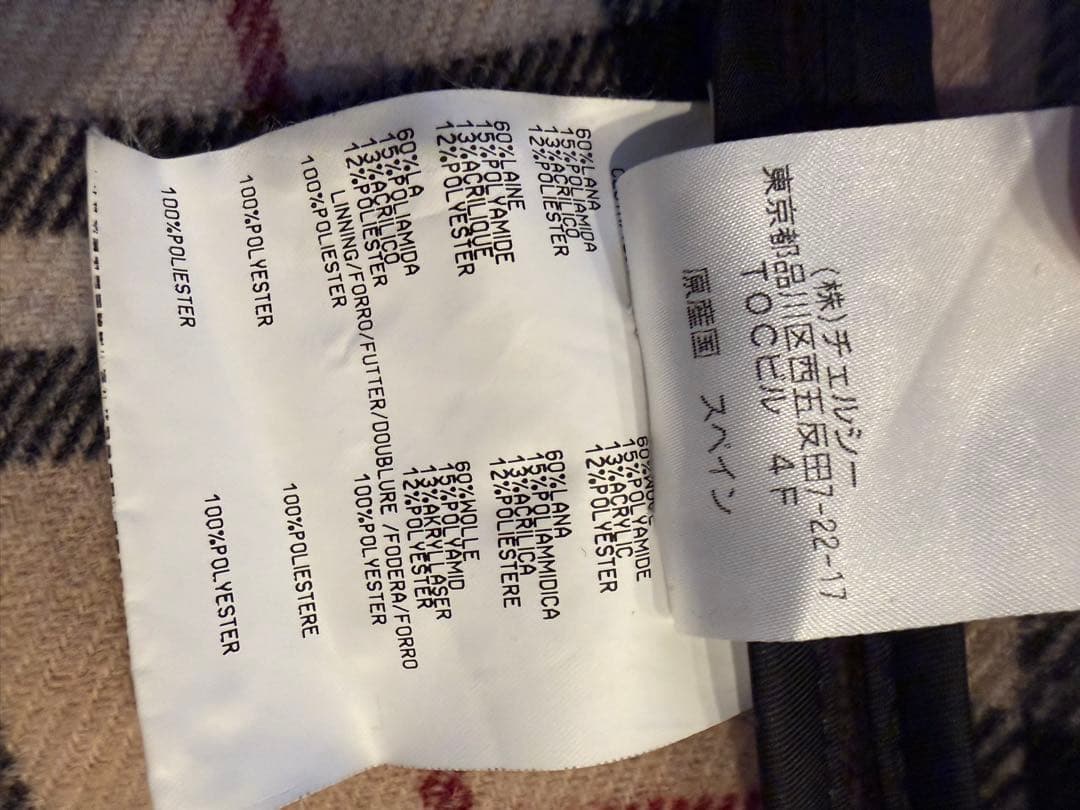 (株)チエルシー
東京都品川区西五反田7-22-17
TOCビル 4F
原産国 スペイン
60%LANA
15%POLIAMIDA
13%ACRILICO
12%POLIESTER
15%POLYAMIDE
13%ACRYLIC
12%POLYESTER
60%LAINE
15%POLYAMIDE
13%ACRILIQUE
12%POLYESTER
60%LANA
15%POLIAMMIDICA
13%ACRILICA
12%POLIESTERE
60%LA
15%POLIAMIDA
13%ACRILICO
12%POLIESTER
60%WOLLE
15%POLYAMID
13%AKRYLLASER
12%POLYESTER
LINNING/FORRO/FUTTER/DOUBLURE /FODERA/FORRO
100%POLIESTER 100%POLYESTER
100%POLYESTER 100%POLIESTERE
100%POLIESTER 100%POLYESTER